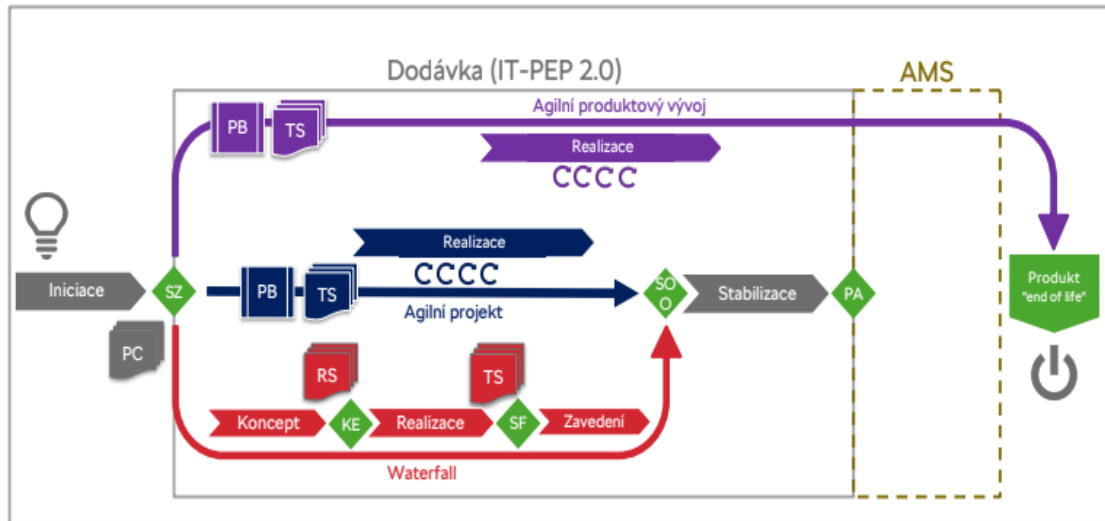 Dodávka (IT-PEP 2.0)
AMS
PB
TS
Agilní produktový vývoj
Realizace
CCCC
Realizace
CCCC
Iniciace
SZ
PB
TS
Agilní projekt
SO
O
Stabilizace
PA
Produkt
"end of life"
PC
RS
TS
Koncept
KE
Realizace
SF
Zavedení
Waterfall